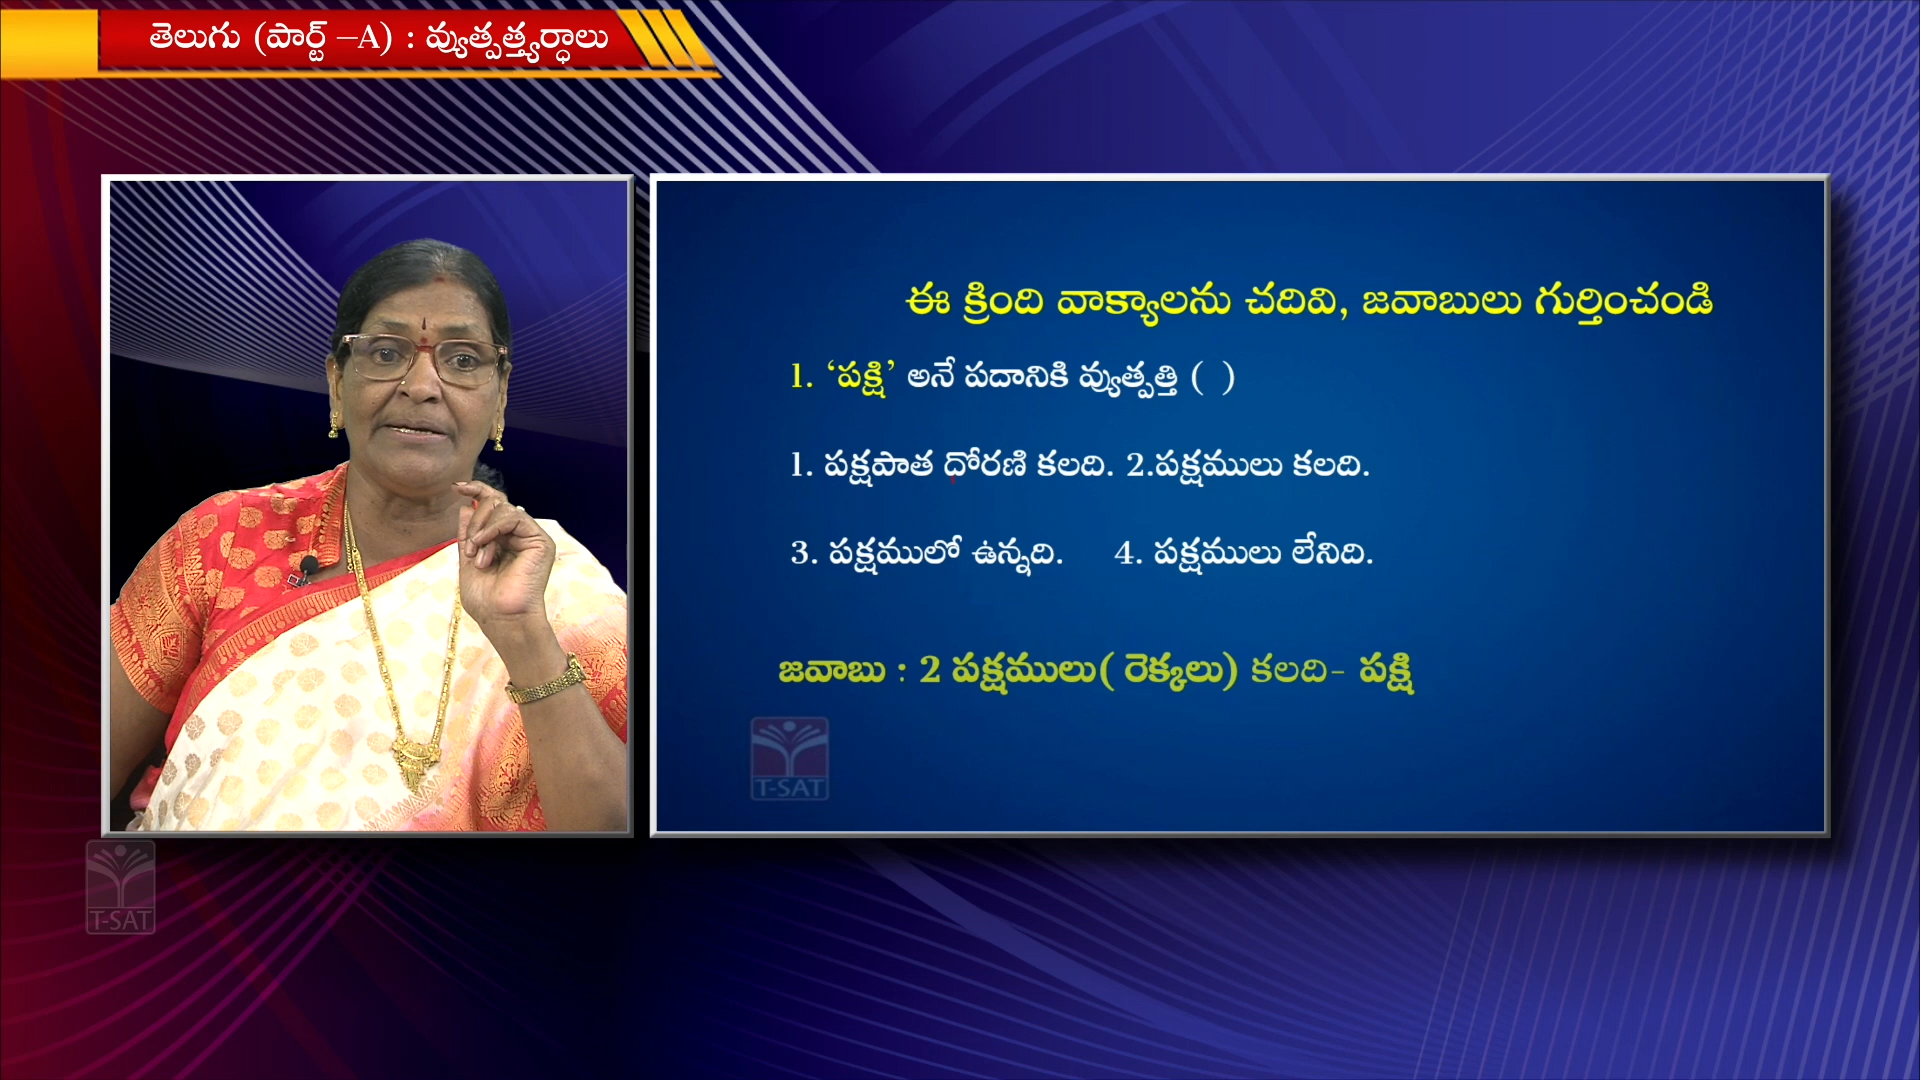 తెలుగు (పార్ట్ –A) : వ్యుత్పత్త్యర్థాలు
ఈ క్రింది వాక్యాలను చదివి, జవాబులు గుర్తించండి
1. ‘పక్షి’ అనే పదానికి వ్యుత్పత్తి ( )
1. పక్షపాత ధోరణి కలది. 2.పక్షములు కలది.
3. పక్షములో ఉన్నది. 4. పక్షములు లేనిది.
జవాబు : 2 పక్షములు( రెక్కలు) కలది- పక్షి
T-SAT
T-SAT